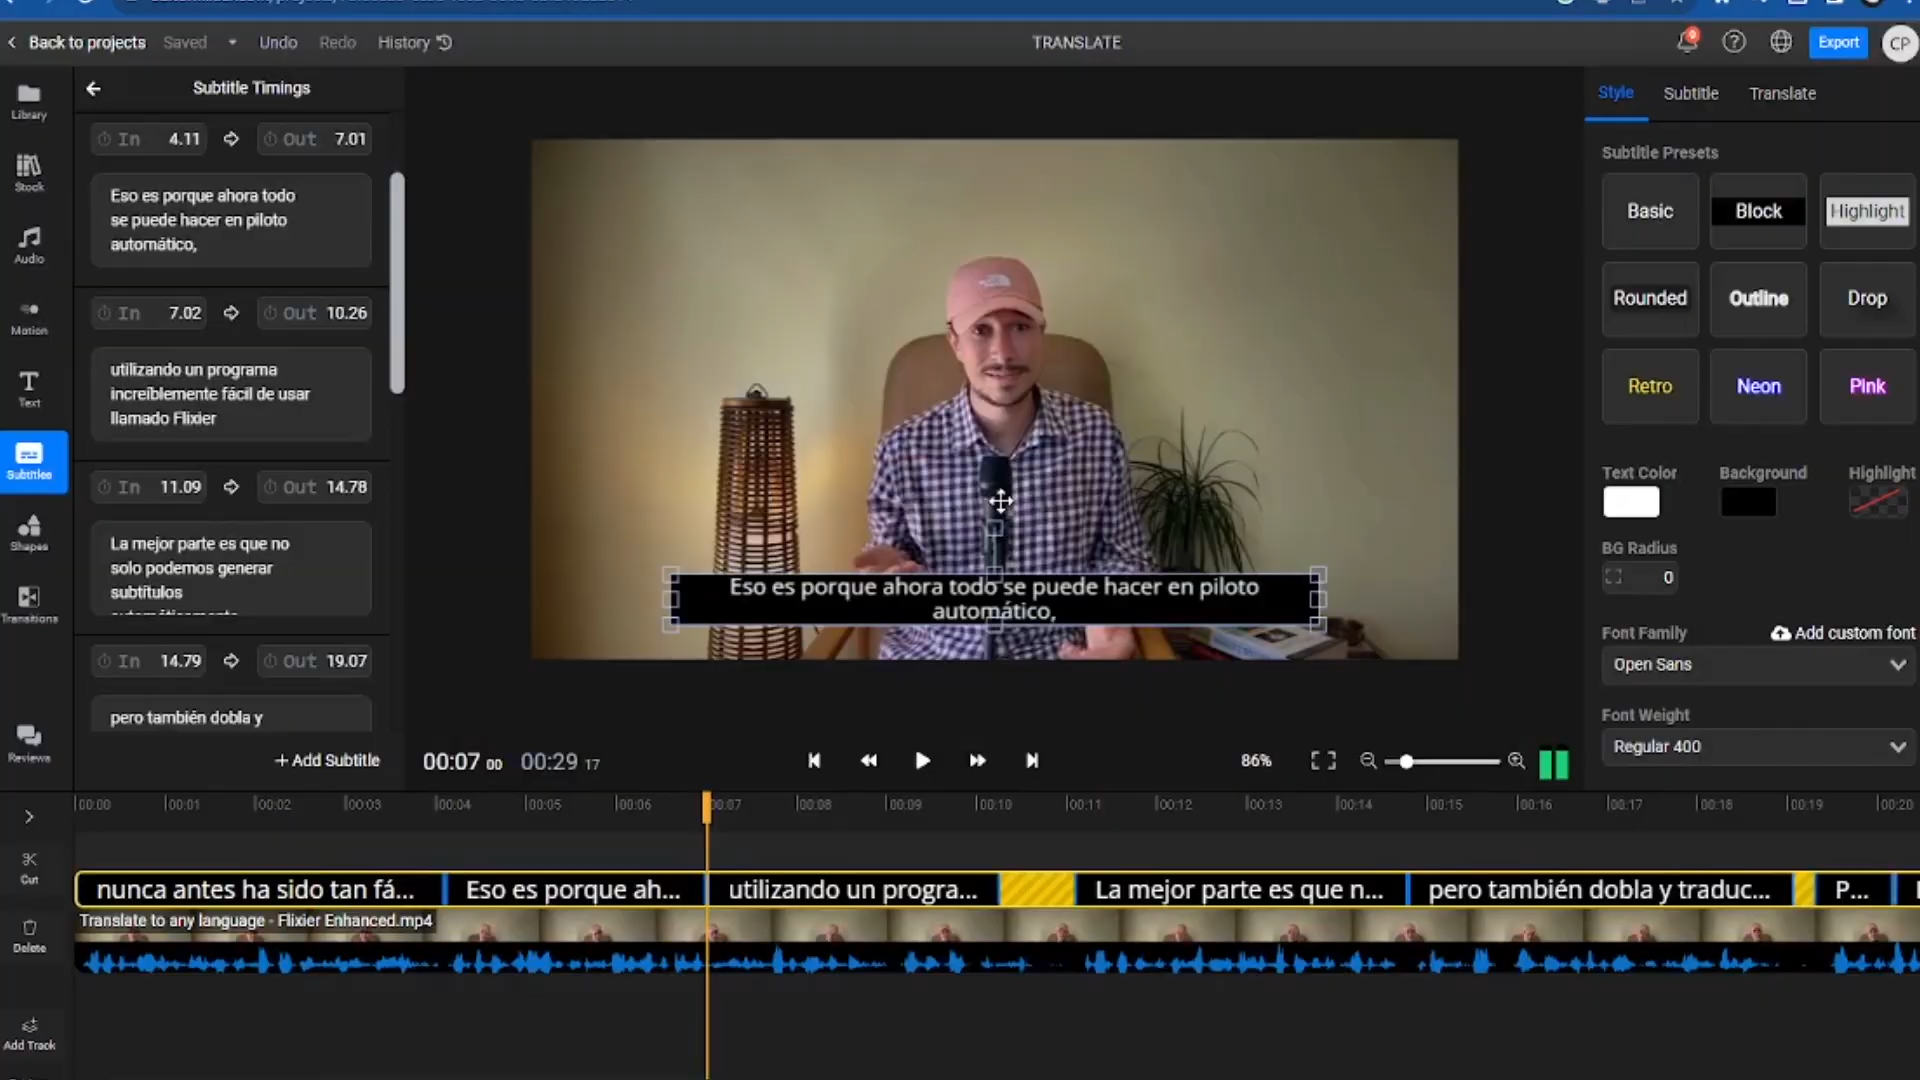 Back to projects Saved Undo Redo History TRANSLATE 9 Export CP
Library
Stock
Audio
Motion
Text
Subtitles
Shapes
Transitions
Reviews
Subtitle Timings
In 4.11 Out 7.01
Eso es porque ahora todo
se puede hacer en piloto
automático,
In 7.02 Out 10.26
utilizando un programa
increíblemente fácil de usar
llamado Flixier
In 11.09 Out 14.78
La mejor parte es que no
solo podemos generar
subtítulos
In 14.79 Out 19.07
pero también dobla y
+ Add Subtitle
Eso es porque ahora todo se puede hacer en piloto
automático,
00:07 00 00:29 17
86%
Style Subtitle Translate
Subtitle Presets
Basic Block Highlight
Rounded Outline Drop
Retro Neon Pink
Text Color Background Highlight
BG Radius
0
Font Family Add custom font
Open Sans
Font Weight
Regular 400
00:00 00:01 00:02 00:03 00:04 00:05 00:06 00:07 00:08 00:09 00:10 00:11 00:12 00:13 00:14 00:15 00:16 00:17 00:18 00:19 00:20
Cut
Delete
Add Track
nunca antes ha sido tan fá... Eso es porque ah... utilizando un progra... La mejor parte es que n... pero también dobla y traduc... P...
Translate to any language - Flixier Enhanced.mp4